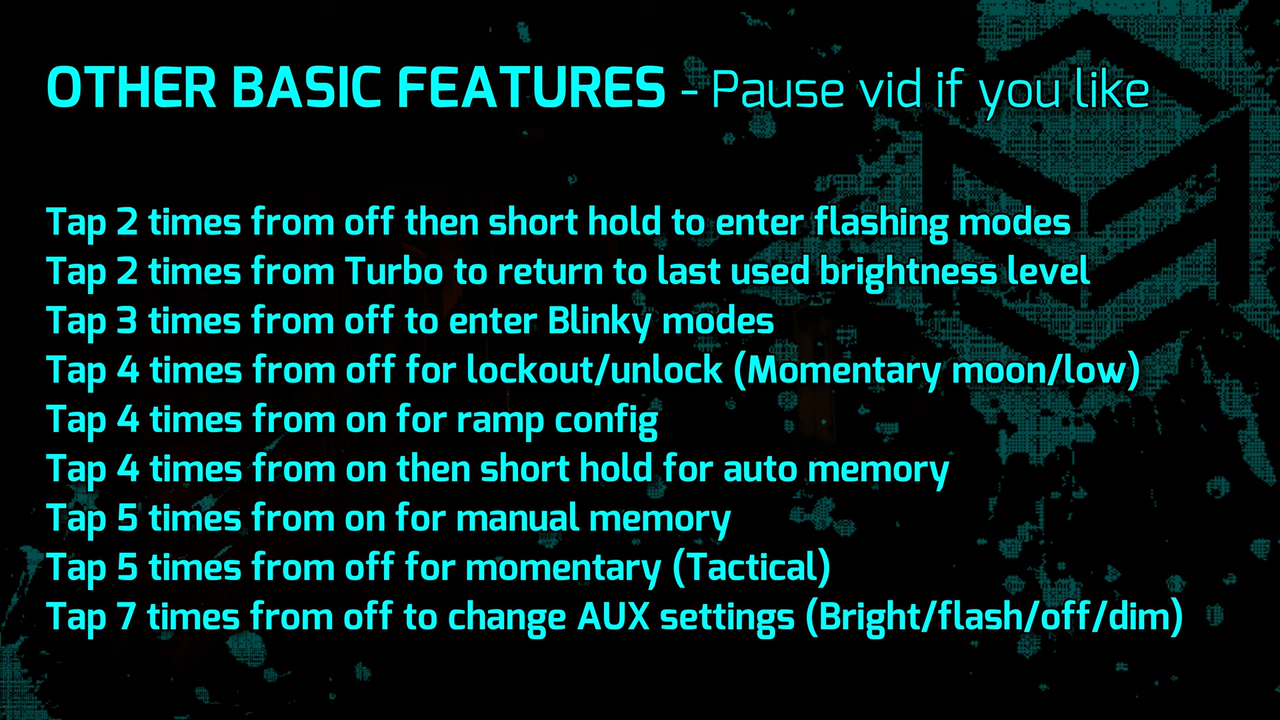 OTHER BASIC FEATURES - Pause vid if you like
Tap 2 times from off then short hold to enter flashing modes
Tap 2 times from Turbo to return to last used brightness level
Tap 3 times from off to enter Blinky modes
Tap 4 times from off for lockout/unlock (Momentary moon/low)
Tap 4 times from on for ramp config
Tap 4 times from on then short hold for auto memory
Tap 5 times from on for manual memory
Tap 5 times from off for momentary (Tactical)
Tap 7 times from off to change AUX settings (Bright/flash/off/dim)